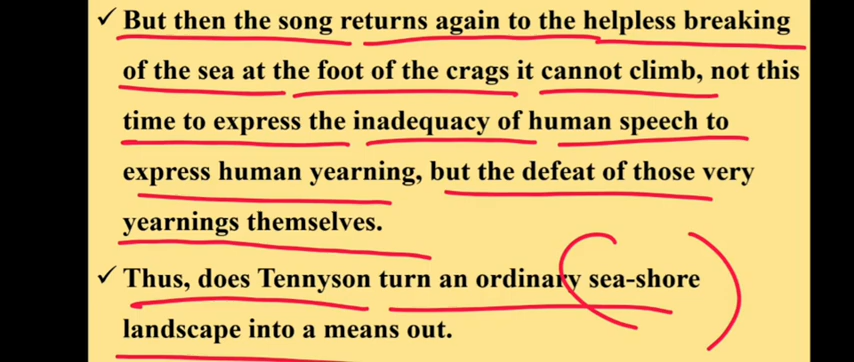 ✓ But then the song returns again to the helpless breaking
of the sea at the foot of the crags it cannot climb, not this
time to express the inadequacy of human speech to
express human yearning, but the defeat of those very
yearnings themselves.
✓ Thus, does Tennyson turn an ordinary sea-shore
landscape into a means out.